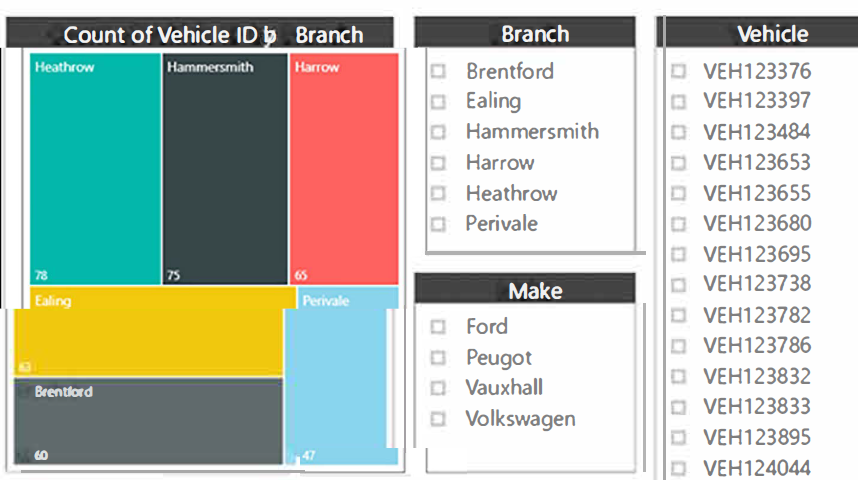 Count of Vehicle ID by Branch
Heathrow
Hammersmith
Harrow
78
75
65
Ealing
Perivale
63
Brentford
60
47
Branch
Brentford
Ealing
Hammersmith
Harrow
Heathrow
Perivale
Make
Ford
Peugot
Vauxhall
Volkswagen
Vehicle
VEH123376
VEH123397
VEH123484
VEH123653
VEH123655
VEH123680
VEH123695
VEH123738
VEH123782
VEH123786
VEH123832
VEH123833
VEH123895
VEH124044